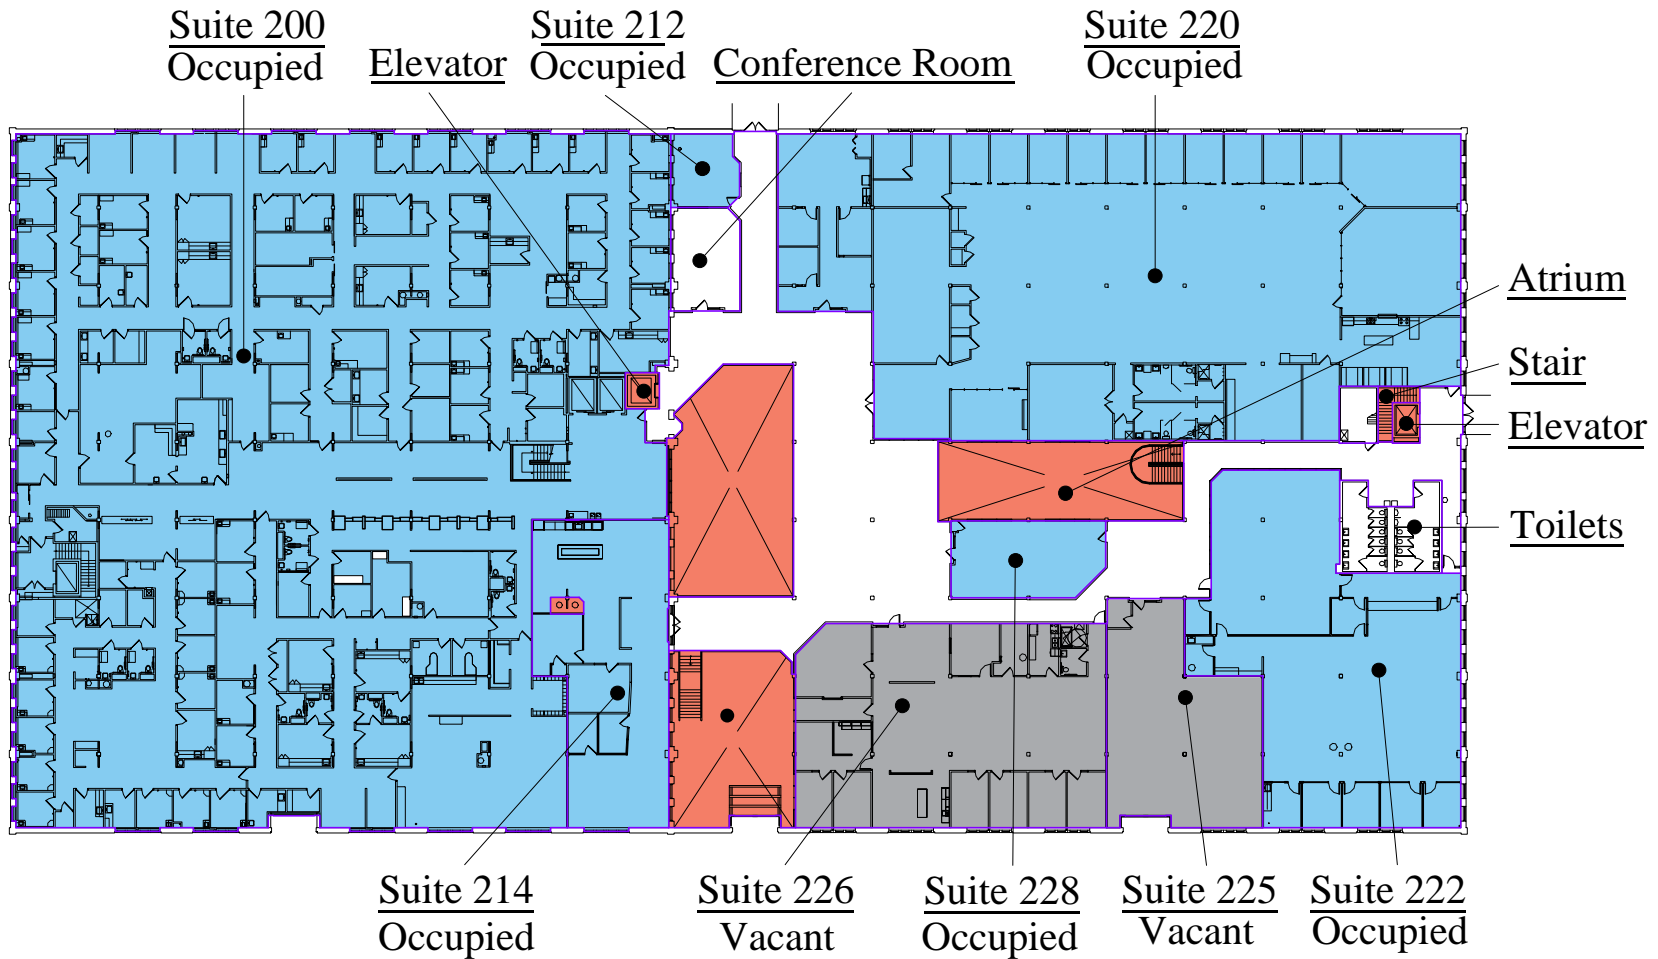 Suite 200
Occupied
Elevator
Suite 212
Occupied
Conference Room
Suite 220
Occupied
Atrium
Stair
Elevator
Toilets
Suite 214
Occupied
Suite 226
Vacant
Suite 228
Occupied
Suite 225
Vacant
Suite 222
Occupied